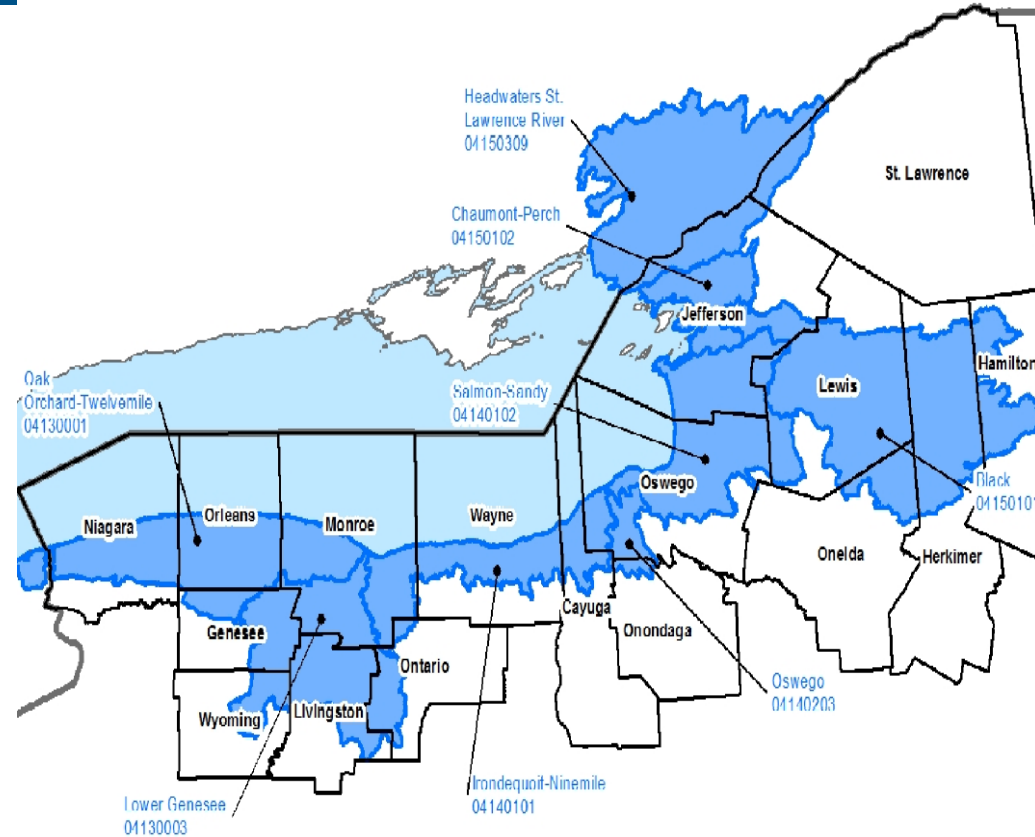 Headwaters St.
Lawrence River
04150309
St. Lawrence
Chaumont-Perch
04150102
Jefferson
Hamilton
Oak
Orchard-Twelvemile
04130001
Salmon-Sandy
04140102
Lewis
Black
04150101
Oswego
Niagara
Orleans
Monroe
Wayne
Oneida
Herkimer
Cayuga
Onondaga
Genesee
Ontario
Oswego
04140203
Wyoming
Livingston
Irondequoit-Ninemile
04140101
Lower Genesee
04130003